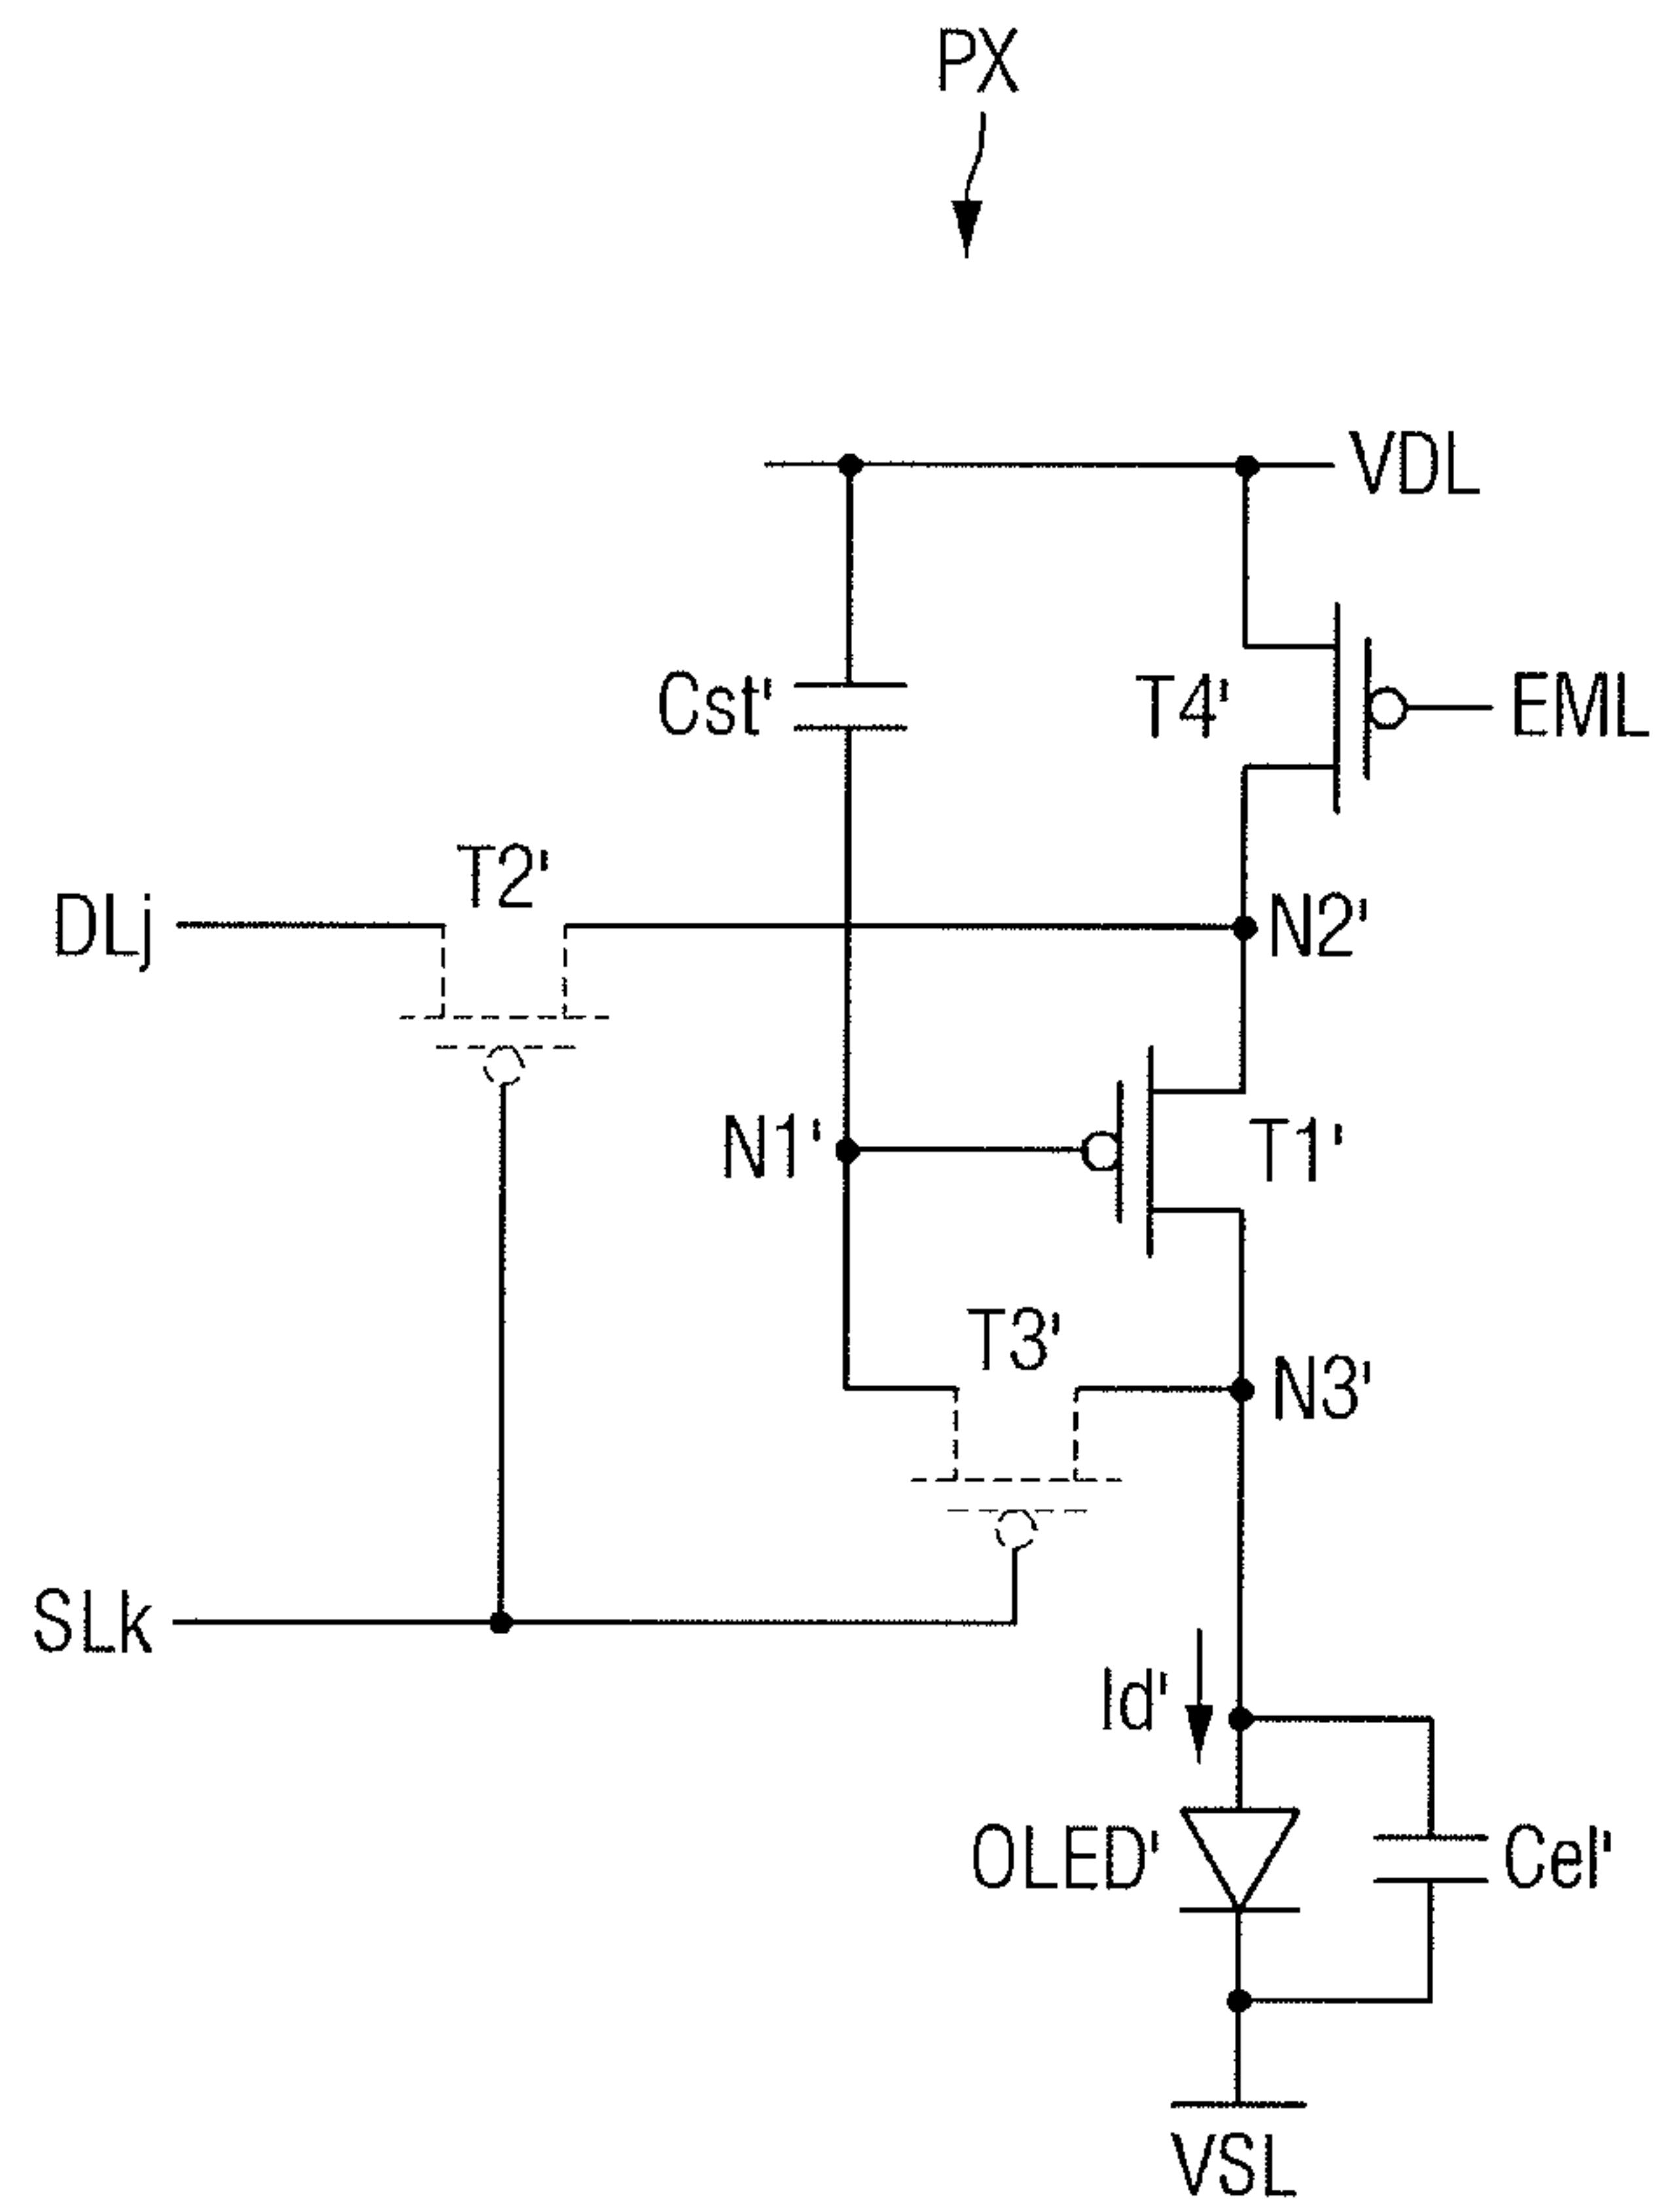 PX
VDL
Cst'
T4'
EML
T2'
DLj
N2'
N1'
T1'
T3'
N3'
SLk
Id'
OLED'
Cel'
VSL